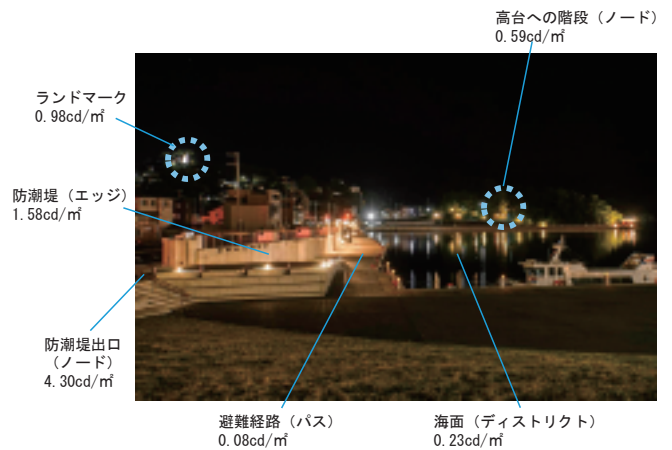 高台への階段（ノード）
0.59cd/㎡
ランドマーク
0.98cd/㎡
防潮堤（エッジ）
1.58cd/㎡
防潮堤出口
（ノード）
4.30cd/㎡
避難経路（パス）
0.08cd/㎡
海面（ディストリクト）
0.23cd/㎡